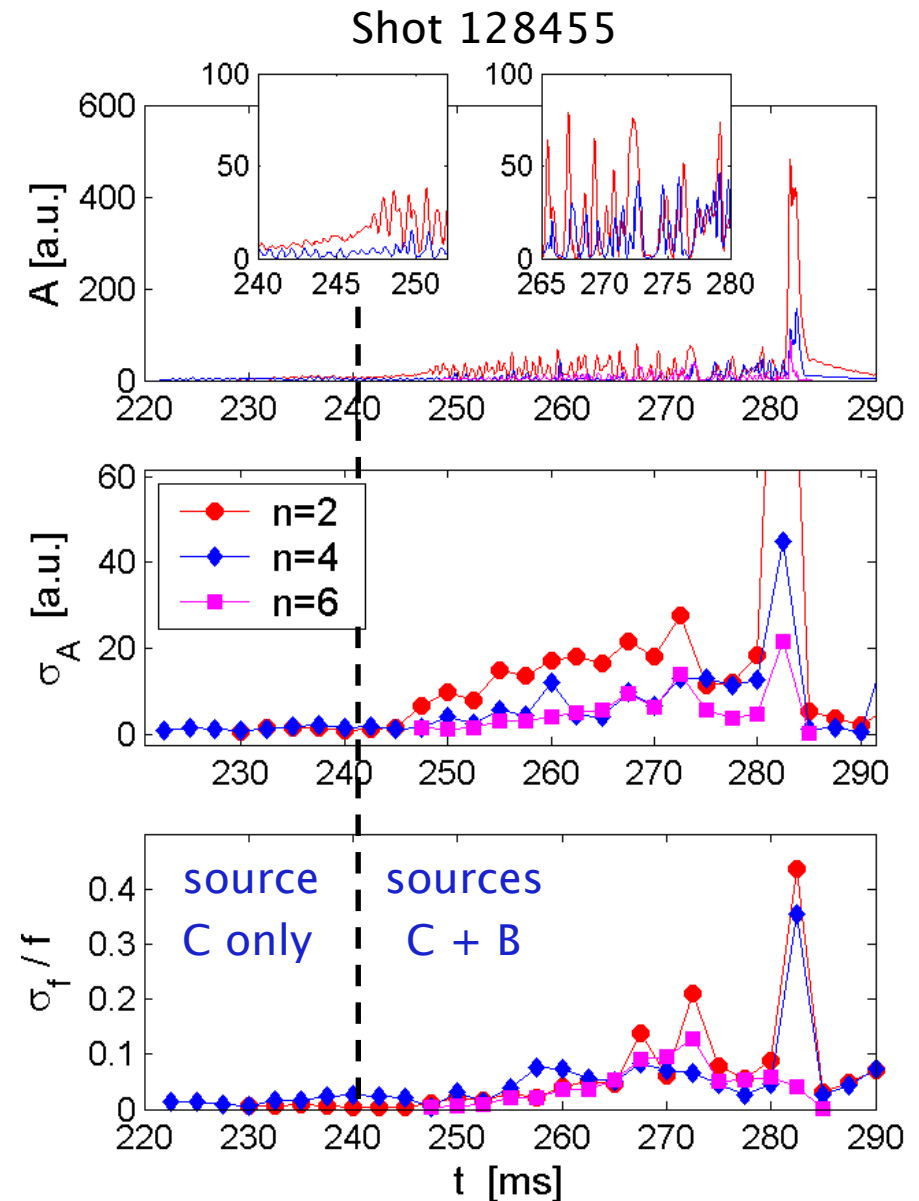 Shot 128455
100
50
0
240 245 250
100
50
0
265 270 275 280
A [a.u.]
600
400
200
0
220 230 240 250 260 270 280 290
σ_A [a.u.]
60
40
20
0
n=2
n=4
n=6
230 240 250 260 270 280 290
σ_f / f
0.4
0.3
0.2
0.1
0
source sources
C only C + B
220 230 240 250 260 270 280 290
t [ms]